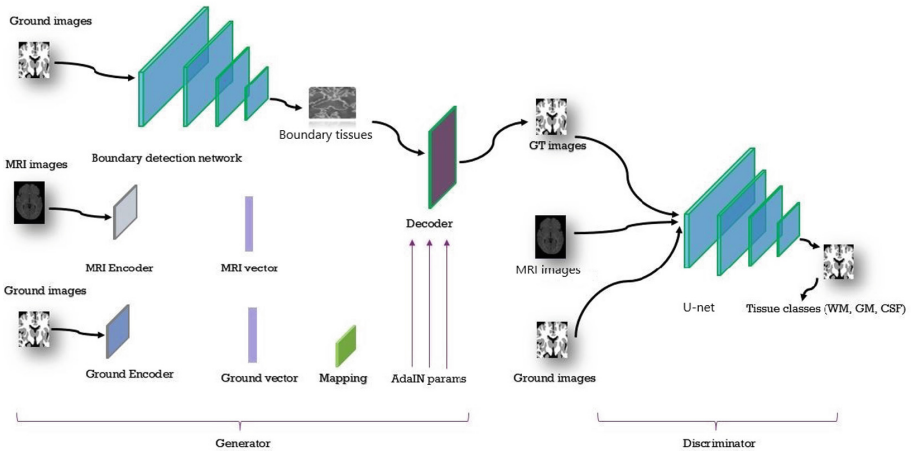 Ground images
Boundary tissues
Boundary detection network
GT images
MRI images
Decoder
MRI Encoder
MRI vector
MRI images
Ground images
U-net
Tissue classes (WM, GM, CSF)
Ground Encoder
Ground vector
Mapping
AdaIN params
Ground images
Generator
Discriminator